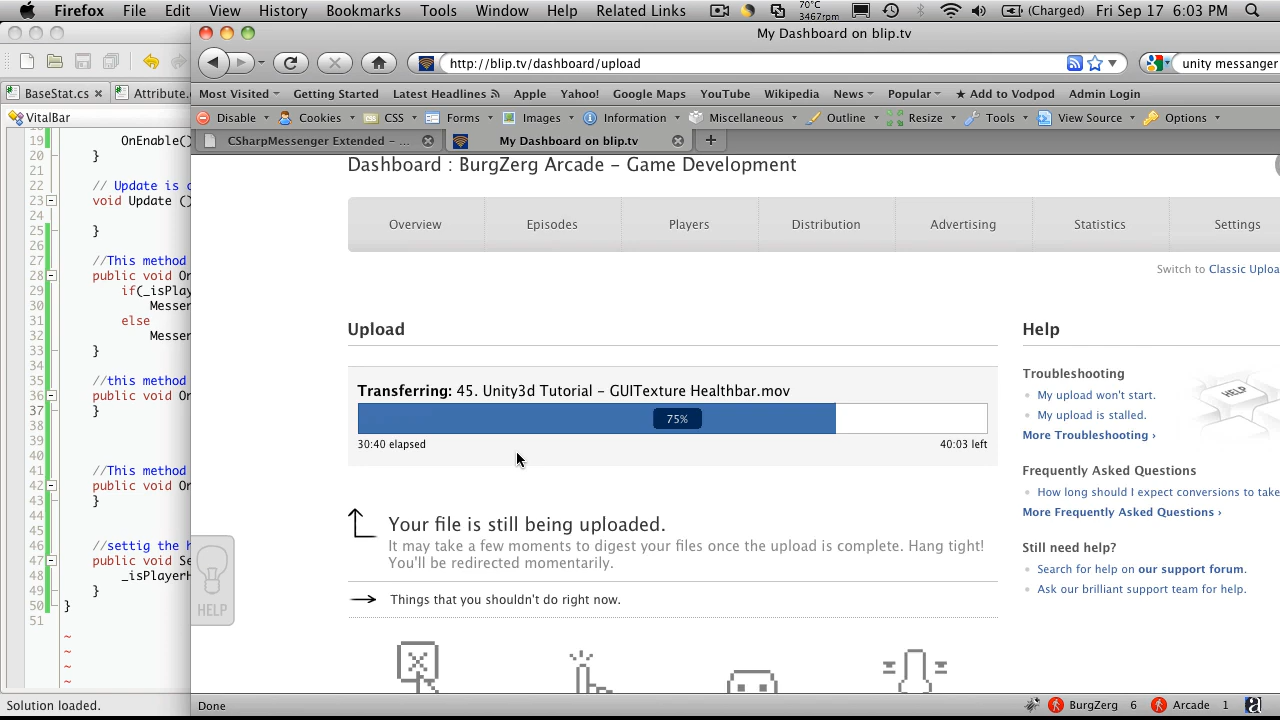 Firefox File Edit View History Bookmarks Tools Window Help Related Links 70°C 3467rpm (Charged) Fri Sep 17 6:03 PM
My Dashboard on blip.tv
http://blip.tv/dashboard/upload
unity messanger
Most Visited Getting Started Latest Headlines Apple Yahoo! Google Maps YouTube Wikipedia News Popular ★ Add to Vodpod Admin Login
Disable Cookies CSS Forms Images Information Miscellaneous Outline Resize Tools View Source Options
CSharpMessenger Extended – ...
My Dashboard on blip.tv
BaseStat.cs
Attribute.
VitalBar
19 OnEnable()
20 }
21
22 // Update is c
23 void Update ()
24
25 }
26
27 //This method
28 public void On
29 if(_isPlay
30 Messen
31 else
32 Messen
33 }
34
35 //this method
36 public void On
37 }
38
39
40
41 //This method
42 public void On
43 }
44
45
46 //settig the h
47 public void Se
48 _isPlayerH
49 }
50 }
51
~
~
~
~
Solution loaded.
Dashboard : BurgZerg Arcade – Game Development
Overview Episodes Players Distribution Advertising Statistics Settings
Switch to Classic Uploa
Upload
Transferring: 45. Unity3d Tutorial – GUITexture Healthbar.mov
75%
30:40 elapsed
40:03 left
Your file is still being uploaded.
It may take a few moments to digest your files once the upload is complete. Hang tight!
You'll be redirected momentarily.
Things that you shouldn't do right now.
HELP
Help
Troubleshooting
My upload won't start.
My upload is stalled.
More Troubleshooting ›
HELP
Frequently Asked Questions
How long should I expect conversions to take
More Frequently Asked Questions ›
Still need help?
Search for help on our support forum.
Ask our brilliant support team for help.
Done
BurgZerg 6 Arcade 1